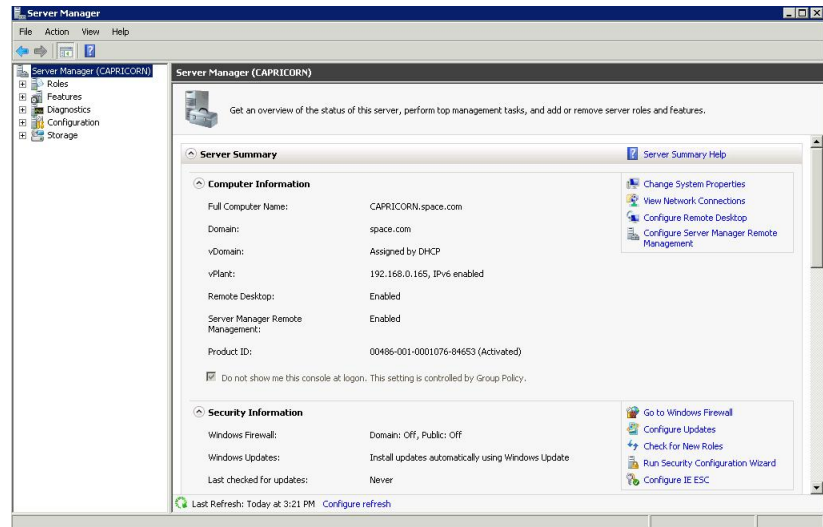 Server Manager
File Action View Help
Server Manager (CAPRICORN)
Roles
Features
Diagnostics
Configuration
Storage
Server Manager (CAPRICORN)
Get an overview of the status of this server, perform top management tasks, and add or remove server roles and features.
Server Summary
Server Summary Help
Computer Information
Full Computer Name: CAPRICORN.space.com
Domain: space.com
vDomain: Assigned by DHCP
vPlant: 192.168.0.165, IPv6 enabled
Remote Desktop: Enabled
Server Manager Remote Management: Enabled
Product ID: 00486-001-0001076-84653 (Activated)
Do not show me this console at logon. This setting is controlled by Group Policy.
Change System Properties
View Network Connections
Configure Remote Desktop
Configure Server Manager Remote
Management
Security Information
Windows Firewall: Domain: Off, Public: Off
Windows Updates: Install updates automatically using Windows Update
Last checked for updates: Never
Go to Windows Firewall
Configure Updates
Check for New Roles
Run Security Configuration Wizard
Configure IE ESC
Last Refresh: Today at 3:21 PM Configure refresh